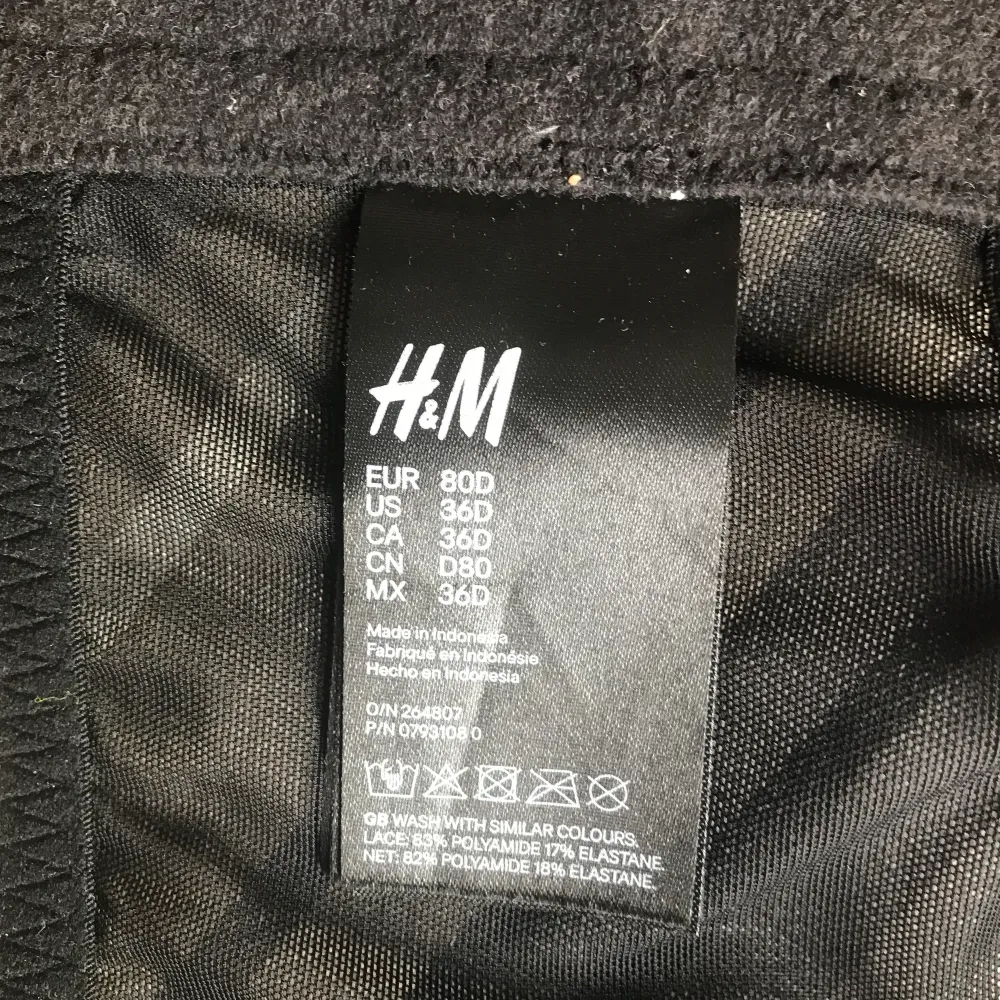 H&M
EUR 80D
US 36D
CA 36D
CN D80
MX 36D
Made in Indonesia
Fabriqué en Indonésie
Hecho en Indonesia
O/N 264807
P/N 0793108 0
GB WASH WITH SIMILAR COLOURS.
LACE: 83% POLYAMIDE 17% ELASTANE.
NET: 82% POLYAMIDE 18% ELASTANE.